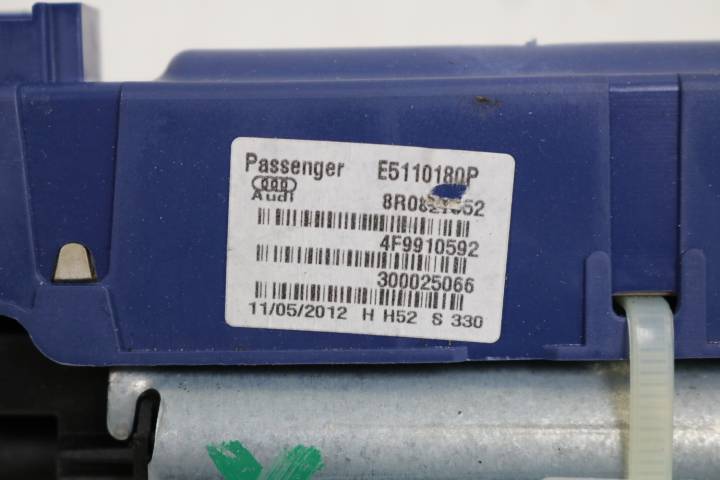 Passenger E5110180P
Audi
4F9910592
300025066
11/05/2012 H H52 S 330